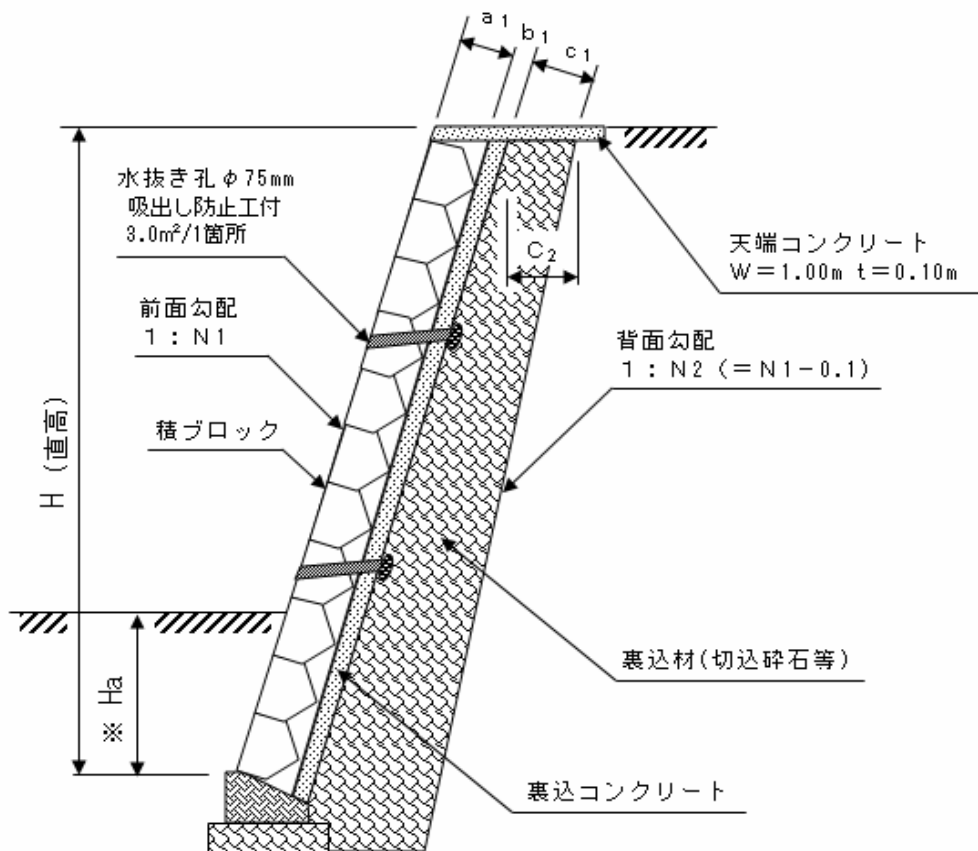 a1
b1
c1
水抜き孔φ75mm
吸出し防止工付
3.0m²/1箇所
天端コンクリート
W＝1.00m t＝0.10m
C2
前面勾配
1：N1
背面勾配
1：N2（＝N1－0.1）
積ブロック
H（直高）
裏込材(切込砕石等)
※ Ha
裏込コンクリート